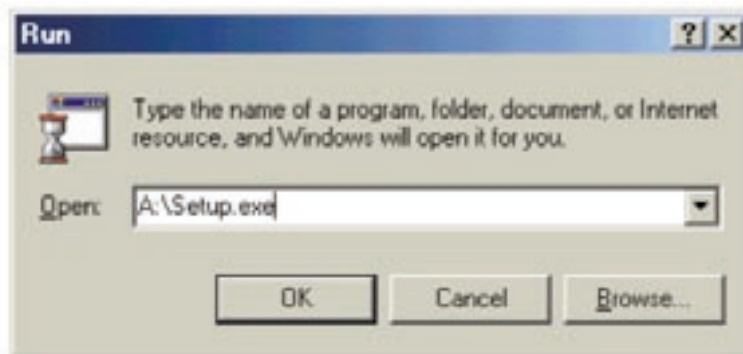 Run
Type the name of a program, folder, document, or Internet
resource, and Windows will open it for you.
Open: A:\Setup.exe
OK Cancel Browse...